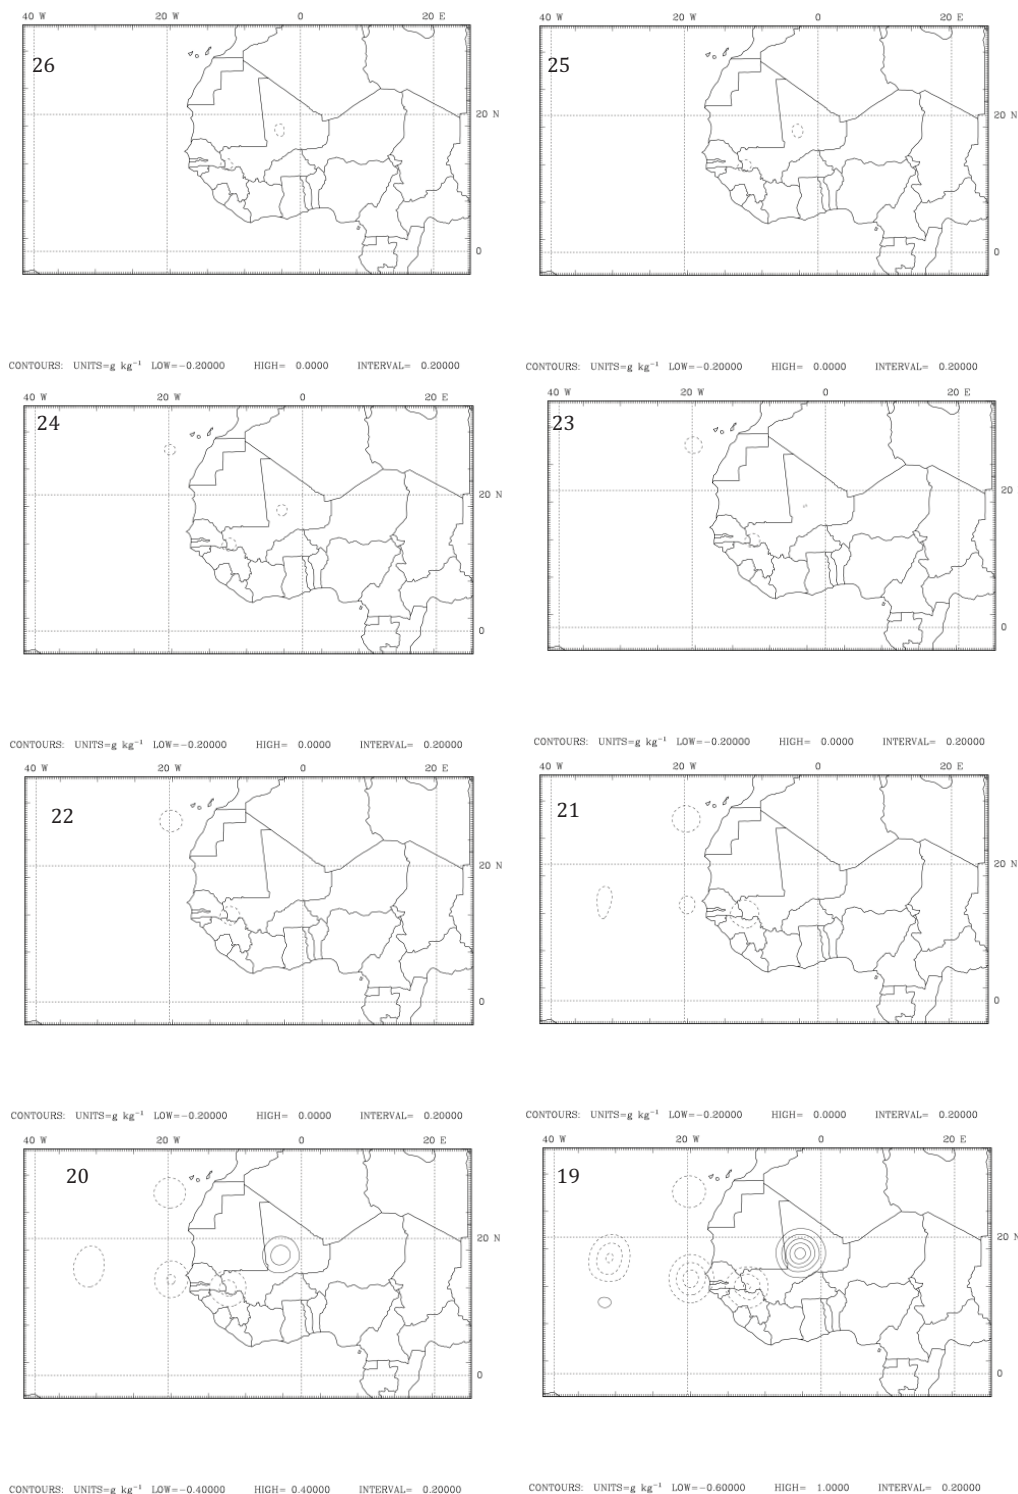 40 W 20 W 0 20 E
26
20 N
0
CONTOURS: UNITS=g kg⁻¹ LOW=-0.20000 HIGH= 0.0000 INTERVAL= 0.20000
40 W 20 W 0 20 E
25
20 N
0
CONTOURS: UNITS=g kg⁻¹ LOW=-0.20000 HIGH= 0.0000 INTERVAL= 0.20000
40 W 20 W 0 20 E
24
20 N
0
CONTOURS: UNITS=g kg⁻¹ LOW=-0.20000 HIGH= 0.0000 INTERVAL= 0.20000
40 W 20 W 0 20 E
23
20
0
CONTOURS: UNITS=g kg⁻¹ LOW=-0.20000 HIGH= 0.0000 INTERVAL= 0.20000
40 W 20 W 0 20 E
22
20 N
0
CONTOURS: UNITS=g kg⁻¹ LOW=-0.20000 HIGH= 0.0000 INTERVAL= 0.20000
40 W 20 W 0 20 E
21
20 N
0
CONTOURS: UNITS=g kg⁻¹ LOW=-0.20000 HIGH= 0.0000 INTERVAL= 0.20000
40 W 20 W 0 20 E
20
20 N
0
CONTOURS: UNITS=g kg⁻¹ LOW=-0.40000 HIGH= 0.40000 INTERVAL= 0.20000
40 W 20 W 0 20 E
19
20 N
0
CONTOURS: UNITS=g kg⁻¹ LOW=-0.60000 HIGH= 1.0000 INTERVAL= 0.20000